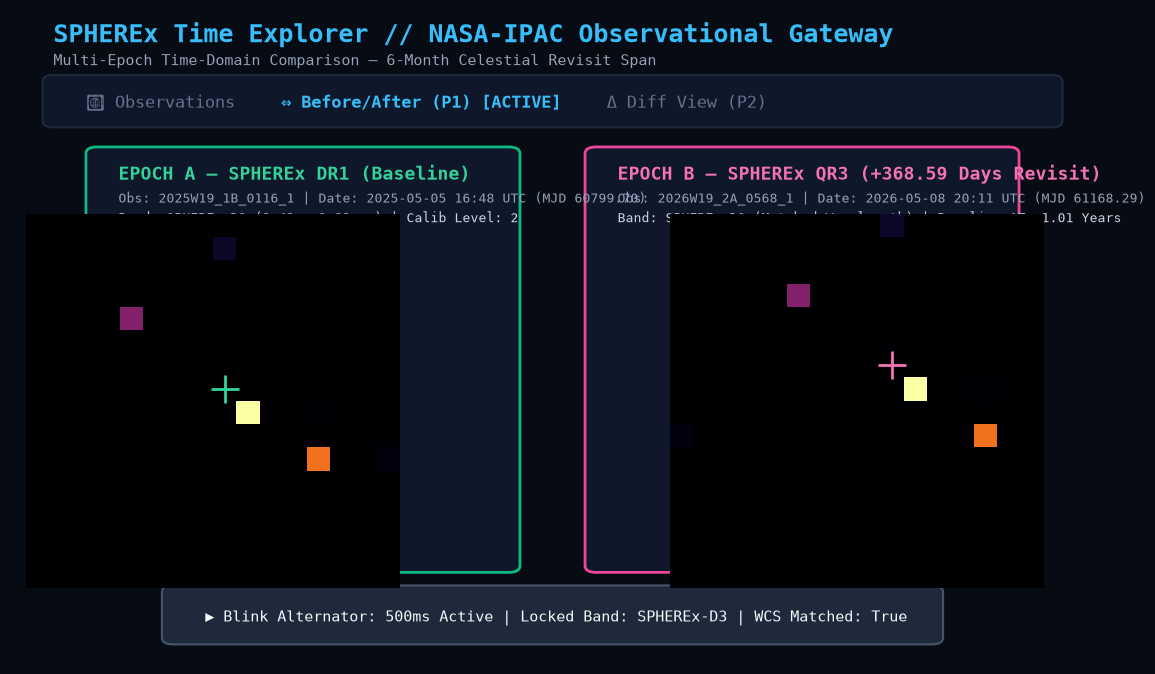 SPHEREx Time Explorer // NASA-IPAC Observational Gateway
Multi-Epoch Time-Domain Comparison — 6-Month Celestial Revisit Span
Observations
⇔ Before/After (P1) [ACTIVE]
Δ Diff View (P2)
EPOCH A — SPHEREx DR1 (Baseline)
Obs: 2025W19_1B_0116_1 | Date: 2025-05-05 16:48 UTC (MJD 60799.70)
Calib Level: 2
EPOCH B — SPHEREx QR3 (+368.59 Days Revisit)
Obs: 2026W19_2A_0568_1 | Date: 2026-05-08 20:11 UTC (MJD 61168.29)
Band: 1.01 Years
▶ Blink Alternator: 500ms Active | Locked Band: SPHEREx-D3 | WCS Matched: True